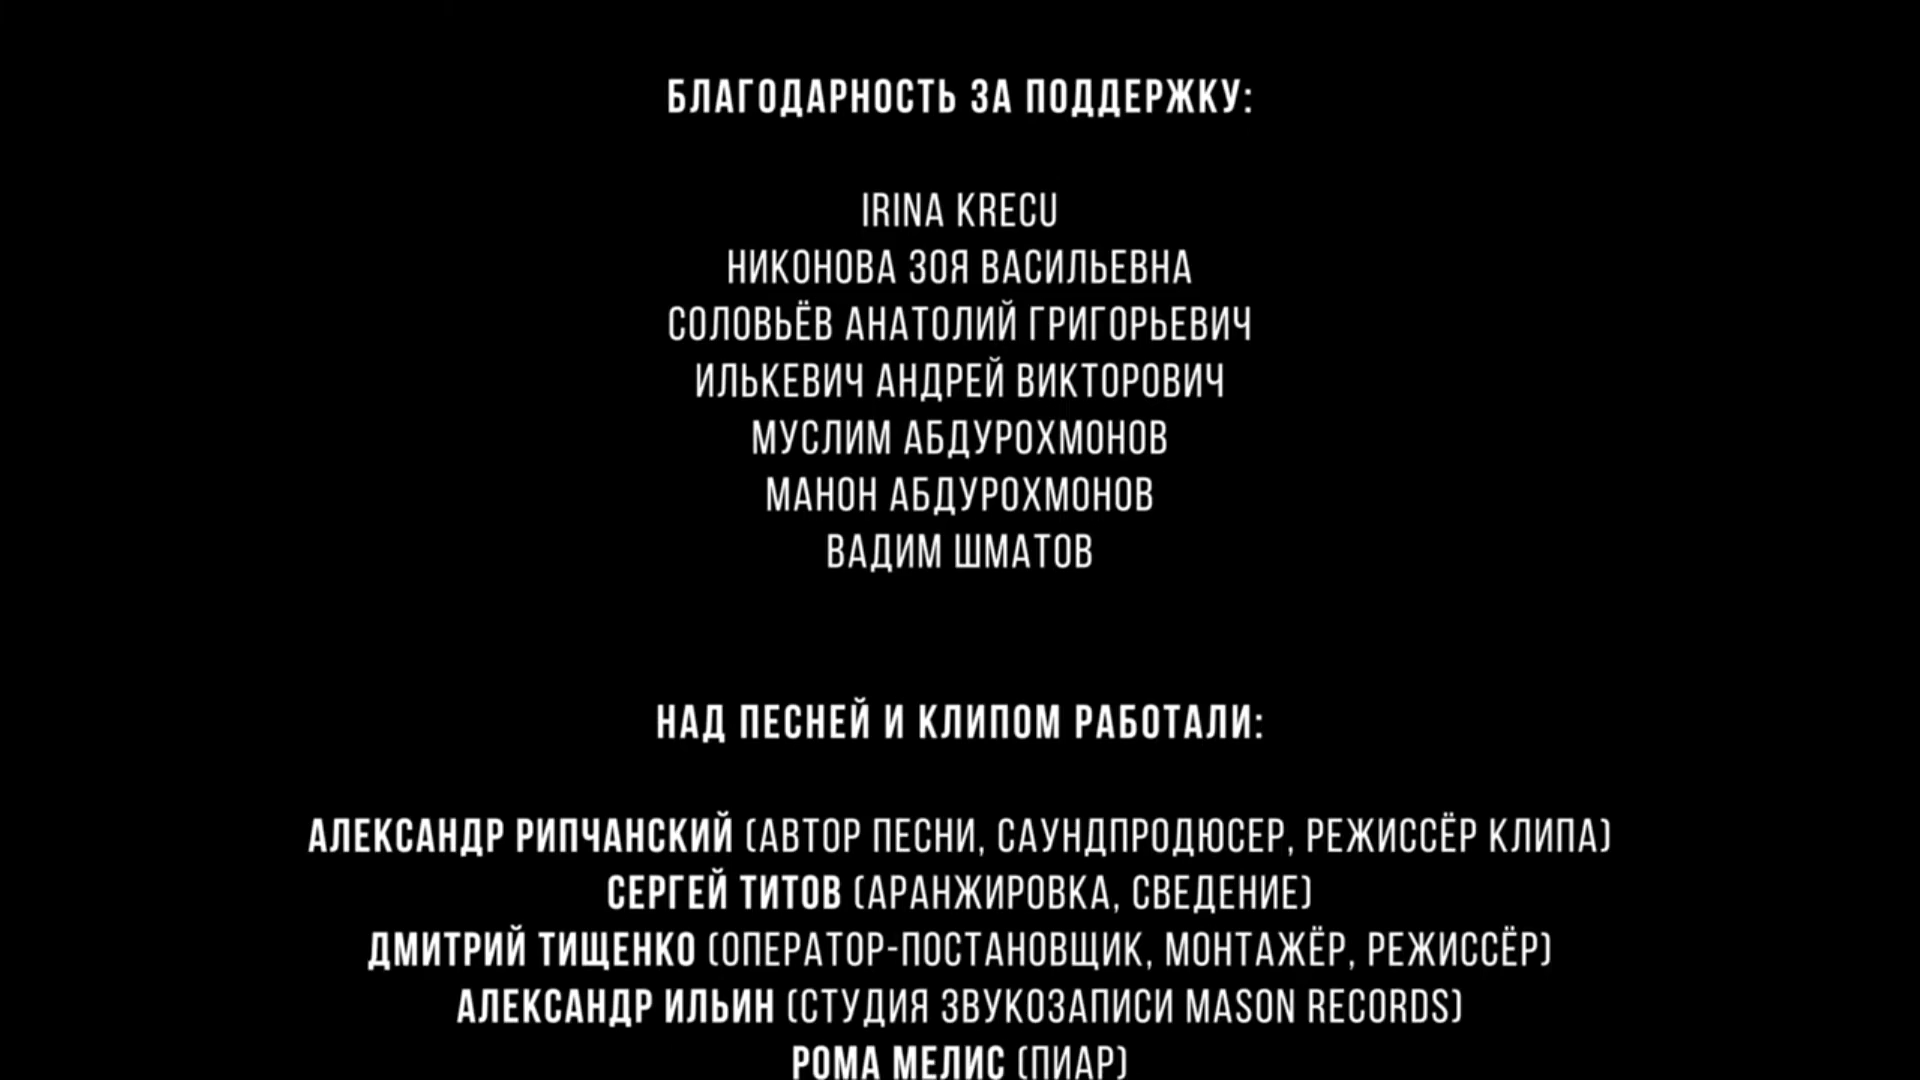 БЛАГОДАРНОСТЬ ЗА ПОДДЕРЖКУ:
IRINA KRECU
НИКОНОВА ЗОЯ ВАСИЛЬЕВНА
СОЛОВЬЁВ АНАТОЛИЙ ГРИГОРЬЕВИЧ
ИЛЬКЕВИЧ АНДРЕЙ ВИКТОРОВИЧ
МУСЛИМ АБДУРОХМОНОВ
МАНОН АБДУРОХМОНОВ
ВАДИМ ШМАТОВ
НАД ПЕСНЕЙ И КЛИПОМ РАБОТАЛИ:
АЛЕКСАНДР РИПЧАНСКИЙ (АВТОР ПЕСНИ, САУНДПРОДЮСЕР, РЕЖИССЁР КЛИПА)
СЕРГЕЙ ТИТОВ (АРАНЖИРОВКА, СВЕДЕНИЕ)
ДМИТРИЙ ТИЩЕНКО (ОПЕРАТОР-ПОСТАНОВЩИК, МОНТАЖЁР, РЕЖИССЁР)
АЛЕКСАНДР ИЛЬИН (СТУДИЯ ЗВУКОЗАПИСИ MASON RECORDS)
РОМА МЕЛИС (ПИАР)